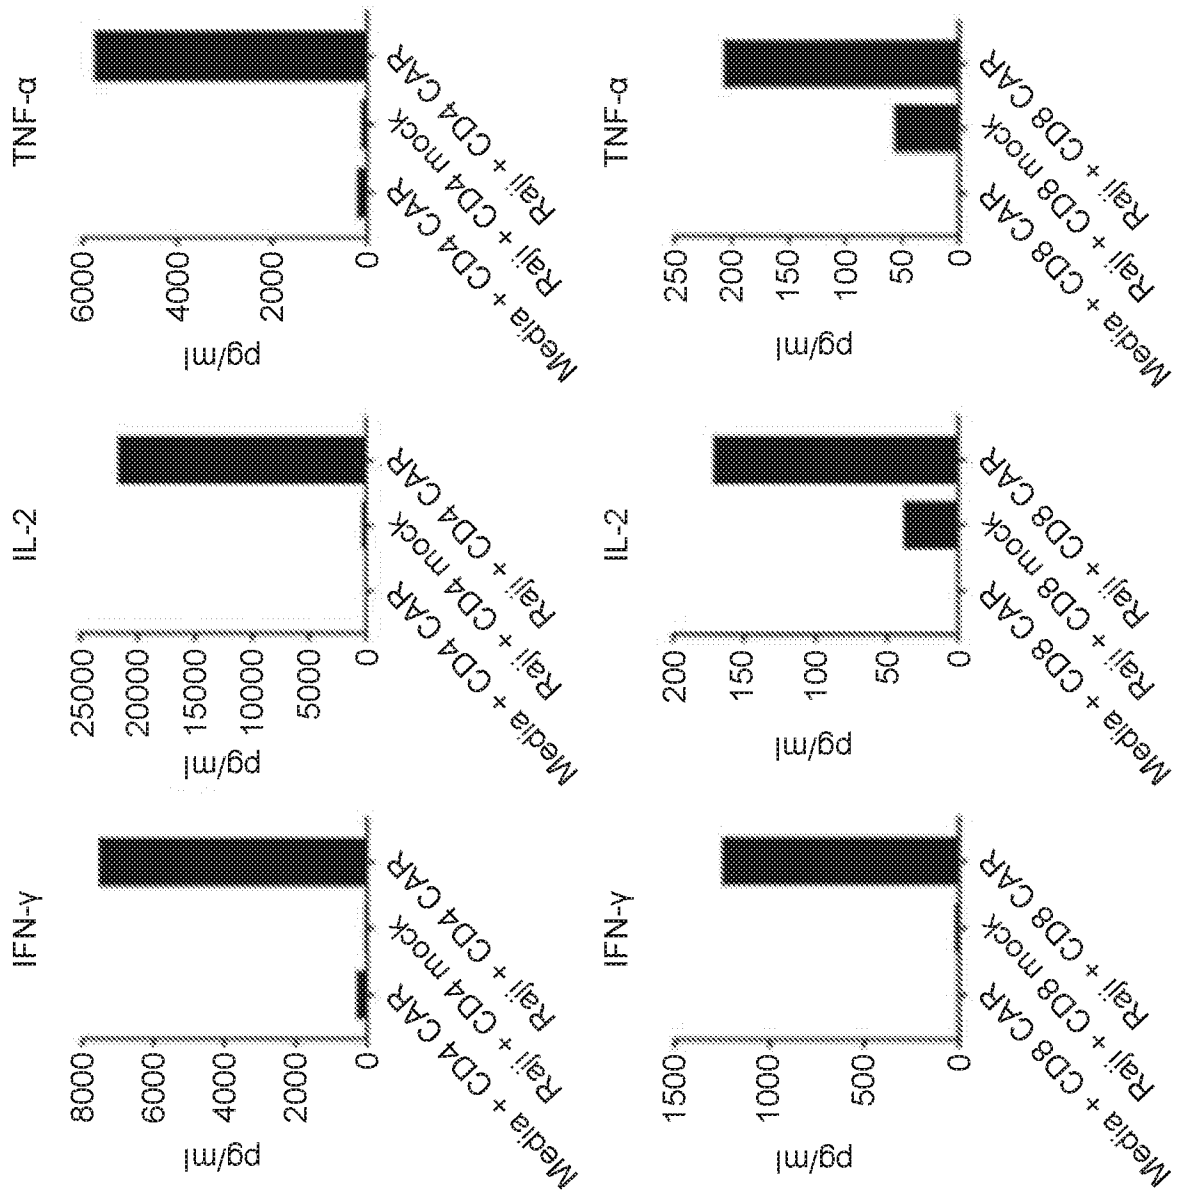 IFN-γ
pg/ml
8000
6000
4000
2000
0
Media + CD4 CAR
Raji + CD4 mock
Raji + CD4 CAR
IL-2
pg/ml
25000
20000
15000
10000
5000
0
Media + CD4 CAR
Raji + CD4 mock
Raji + CD4 CAR
TNF-α
pg/ml
6000
4000
2000
0
Media + CD4 CAR
Raji + CD4 mock
Raji + CD4 CAR
IFN-γ
pg/ml
1500
1000
500
0
Media + CD8 CAR
Raji + CD8 mock
Raji + CD8 CAR
IL-2
pg/ml
200
150
100
50
0
Media + CD8 CAR
Raji + CD8 mock
Raji + CD8 CAR
TNF-α
pg/ml
250
200
150
100
50
0
Media + CD8 CAR
Raji + CD8 mock
Raji + CD8 CAR